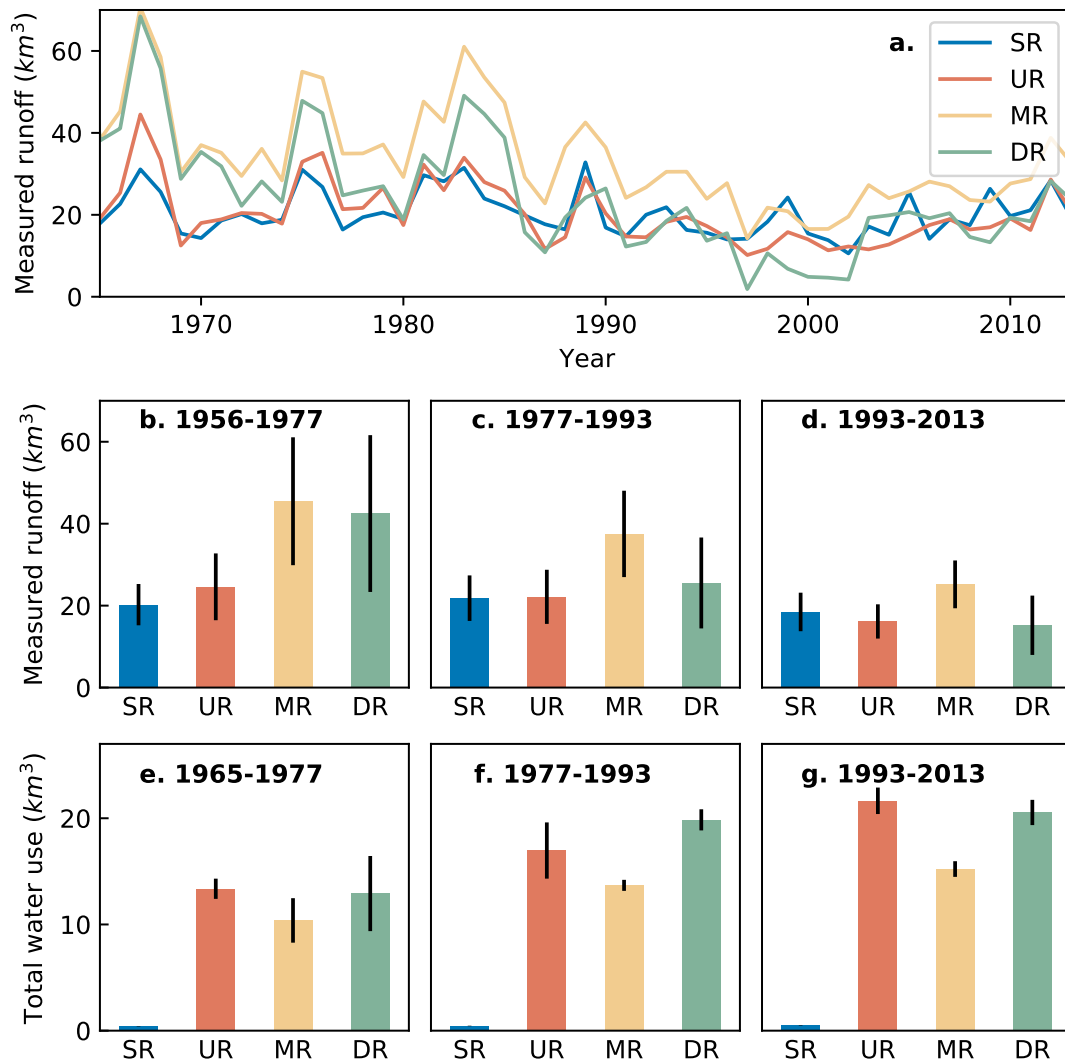 a.
SR
UR
MR
DR
Measured runoff (km³)
60
40
20
0
1970 1980 1990 2000 2010
Year
b. 1956-1977 c. 1977-1993 d. 1993-2013
Measured runoff (km³)
60
40
20
0
SR UR MR DR SR UR MR DR SR UR MR DR
e. 1965-1977 f. 1977-1993 g. 1993-2013
Total water use (km³)
20
10
0
SR UR MR DR SR UR MR DR SR UR MR DR